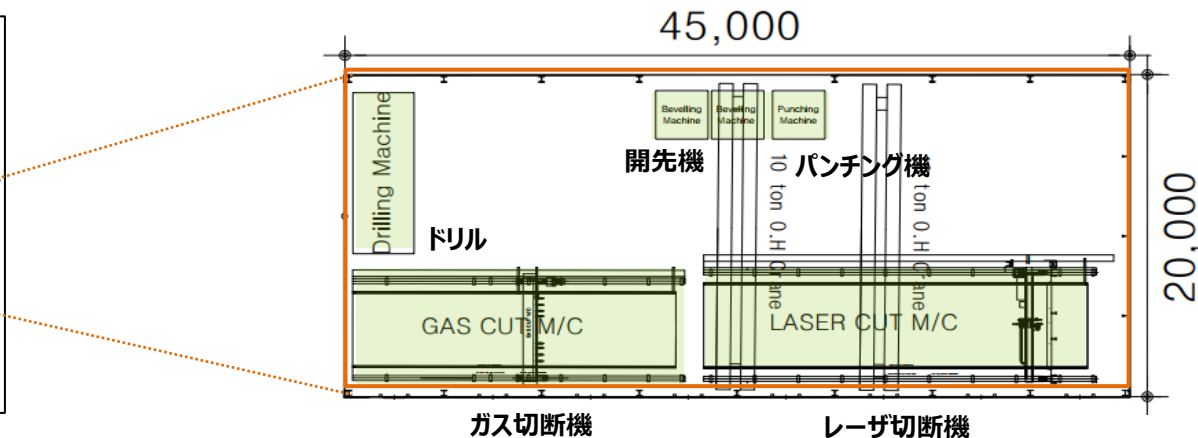 45,000
Bevelling
Machine
Bevelling
Machine
Punching
Machine
開先機
パンチング機
Drilling Machine
ドリル
10 ton O.H Crane
ton O.H Crane
20,000
GAS CUT M/C
LASER CUT M/C
ガス切断機
レーザ切断機